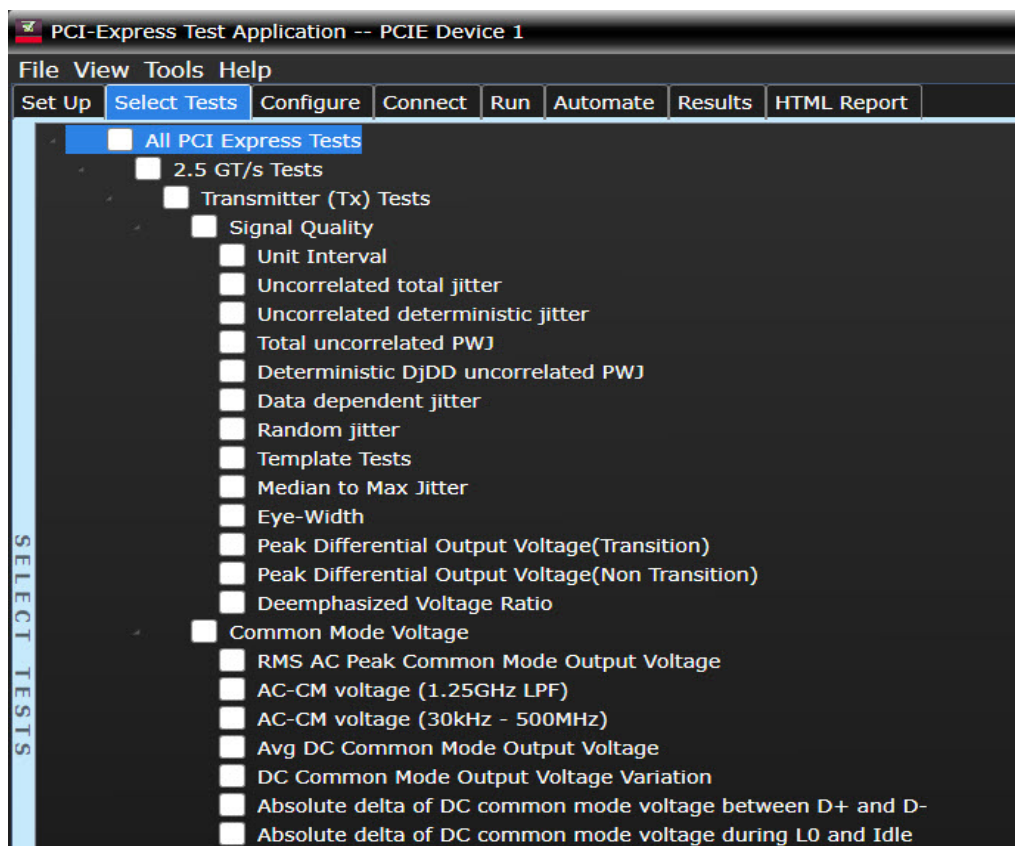 PCI-Express Test Application -- PCIE Device 1
File View Tools Help
Set Up Select Tests Configure Connect Run Automate Results HTML Report
All PCI Express Tests
2.5 GT/s Tests
Transmitter (Tx) Tests
Signal Quality
Unit Interval
Uncorrelated total jitter
Uncorrelated deterministic jitter
Total uncorrelated PWJ
Deterministic DjDD uncorrelated PWJ
Data dependent jitter
Random jitter
Template Tests
Median to Max Jitter
Eye-Width
Peak Differential Output Voltage(Transition)
Peak Differential Output Voltage(Non Transition)
Deemphasized Voltage Ratio
Common Mode Voltage
RMS AC Peak Common Mode Output Voltage
AC-CM voltage (1.25GHz LPF)
AC-CM voltage (30kHz - 500MHz)
Avg DC Common Mode Output Voltage
DC Common Mode Output Voltage Variation
Absolute delta of DC common mode voltage between D+ and D-
Absolute delta of DC common mode voltage during L0 and Idle
SELECT TESTS